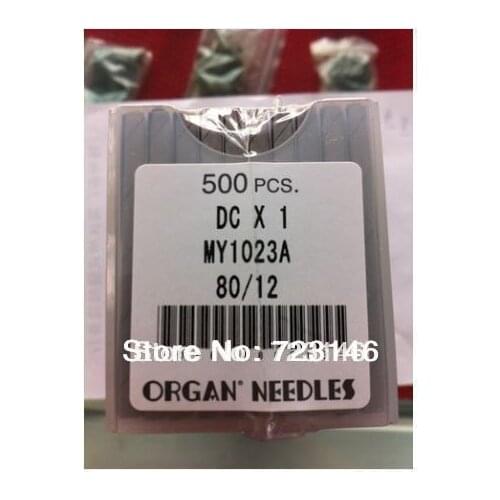 500 PCS.
DC X 1
MY1023A
80/12
Store No.: 723146
ORGAN® NEEDLES